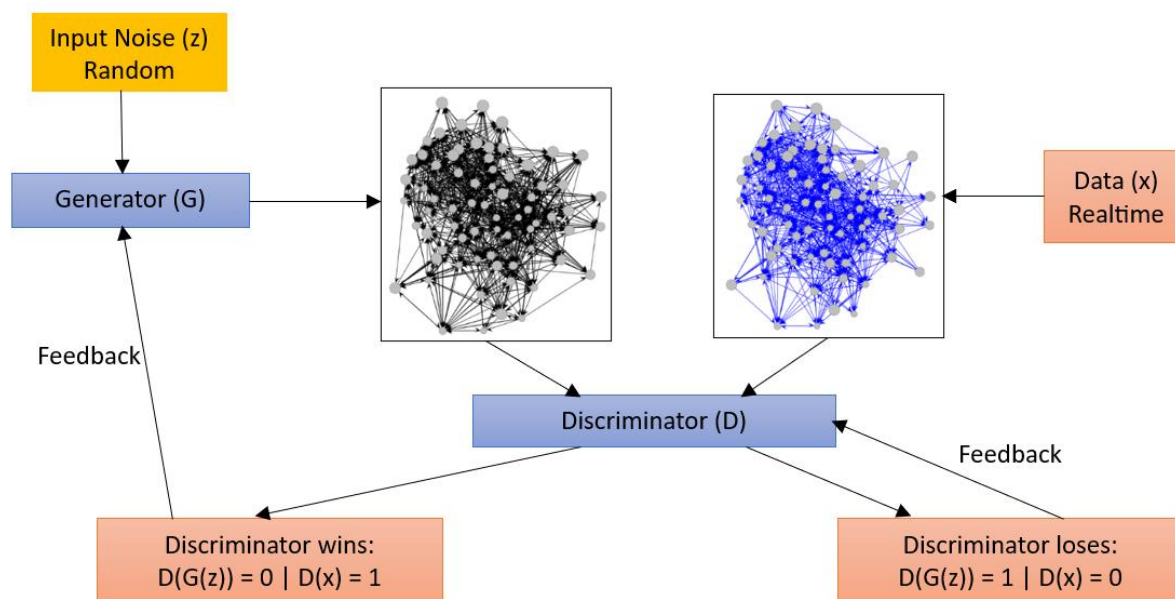 Input Noise (z)
Random
Generator (G)
Data (x)
Realtime
Feedback
Discriminator (D)
Feedback
Discriminator wins:
D(G(z)) = 0 | D(x) = 1
Discriminator loses:
D(G(z)) = 1 | D(x) = 0